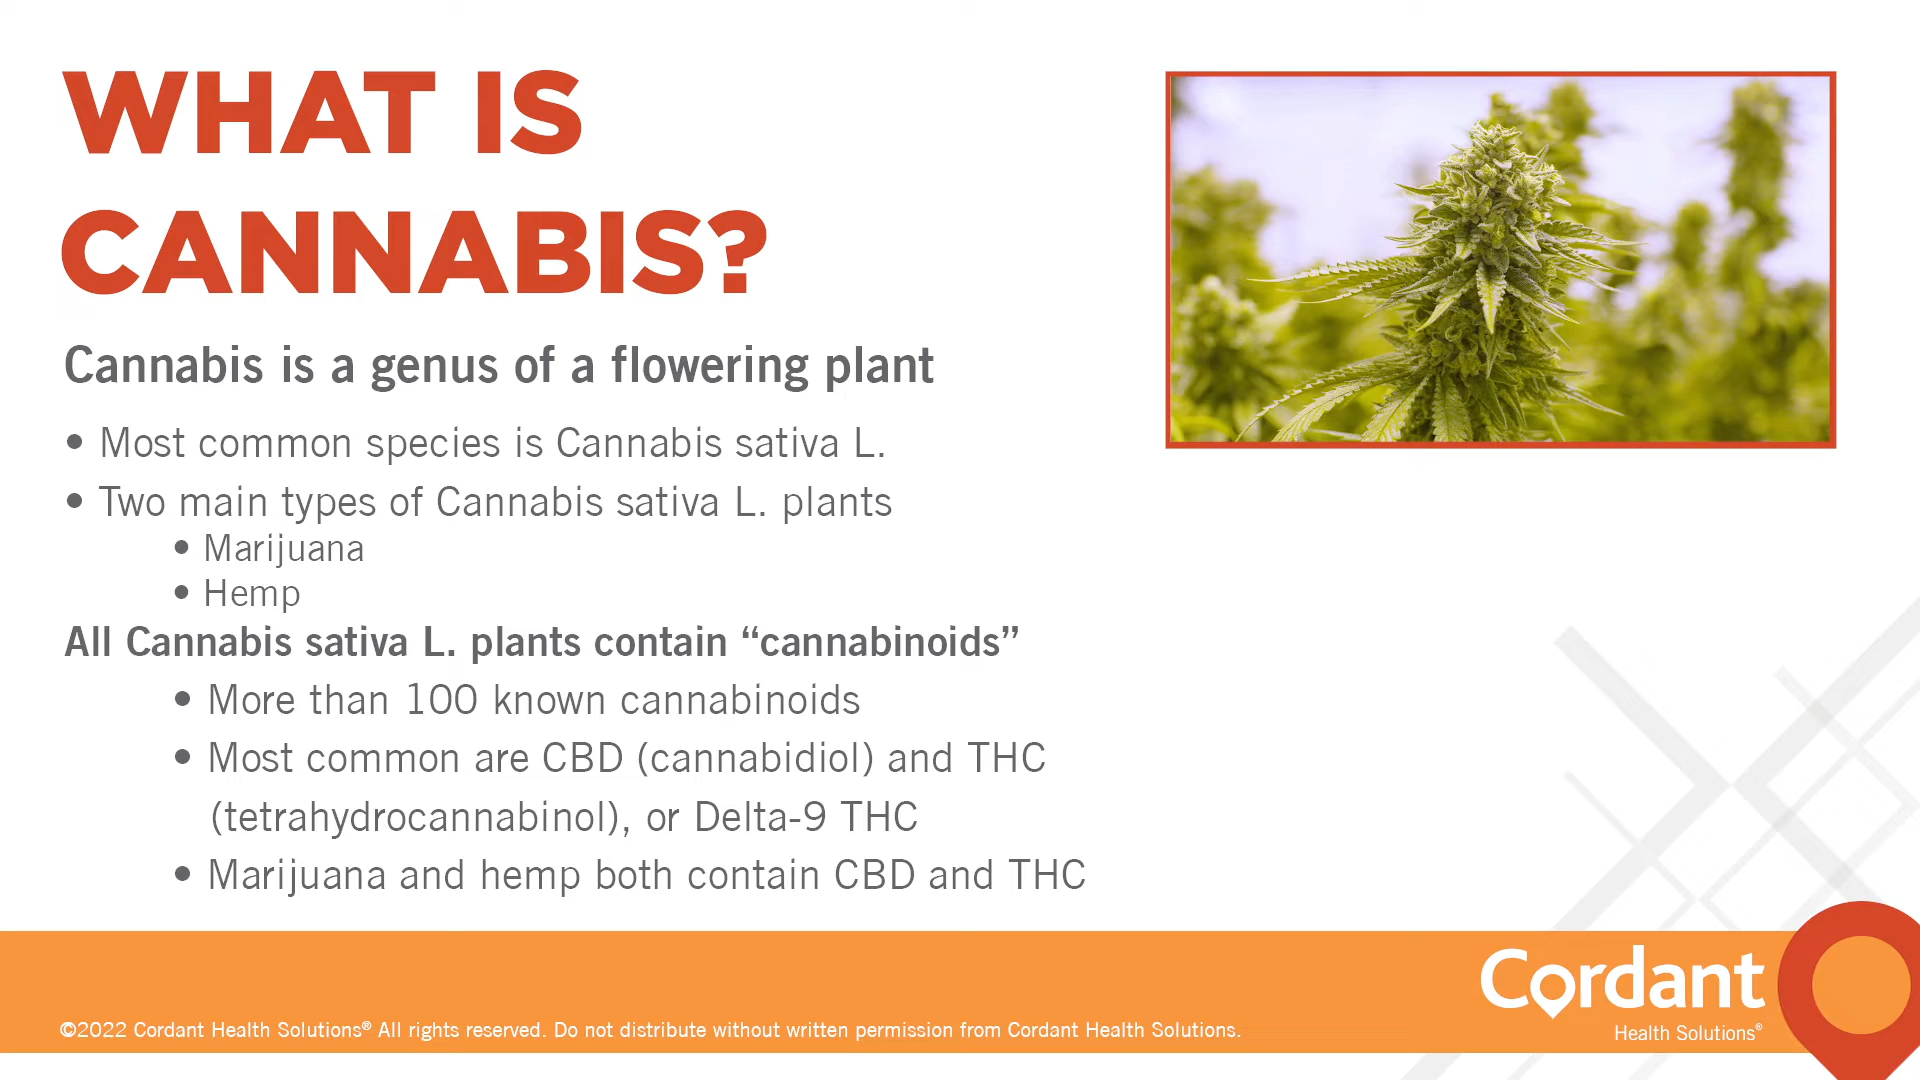 WHAT IS
CANNABIS?
Cannabis is a genus of a flowering plant
• Most common species is Cannabis sativa L.
• Two main types of Cannabis sativa L. plants
• Marijuana
• Hemp
All Cannabis sativa L. plants contain “cannabinoids”
• More than 100 known cannabinoids
• Most common are CBD (cannabidiol) and THC
(tetrahydrocannabinol), or Delta-9 THC
• Marijuana and hemp both contain CBD and THC
Cordant
Health Solutions®
©2022 Cordant Health Solutions® All rights reserved. Do not distribute without written permission from Cordant Health Solutions.